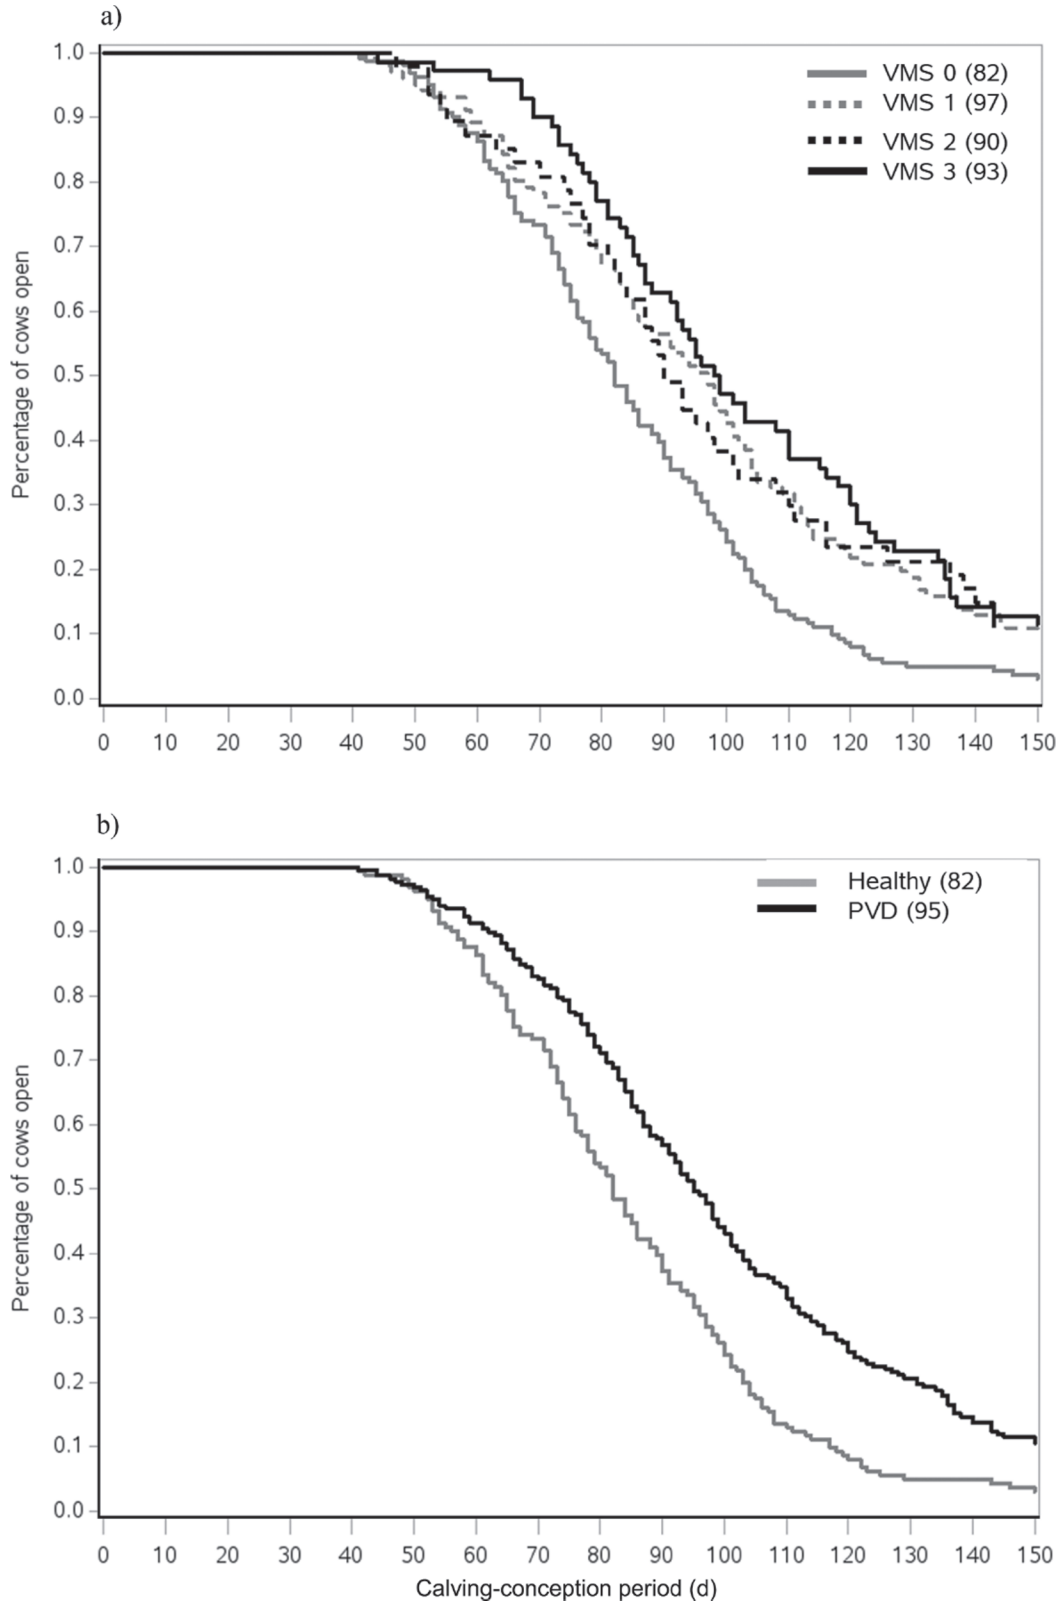 a)
1.0
0.9
0.8
0.7
0.6
0.5
0.4
0.3
0.2
0.1
0.0
Percentage of cows open
VMS 0 (82)
VMS 1 (97)
VMS 2 (90)
VMS 3 (93)
0 10 20 30 40 50 60 70 80 90 100 110 120 130 140 150
b)
1.0
0.9
0.8
0.7
0.6
0.5
0.4
0.3
0.2
0.1
0.0
Percentage of cows open
Healthy (82)
PVD (95)
0 10 20 30 40 50 60 70 80 90 100 110 120 130 140 150
Calving-conception period (d)